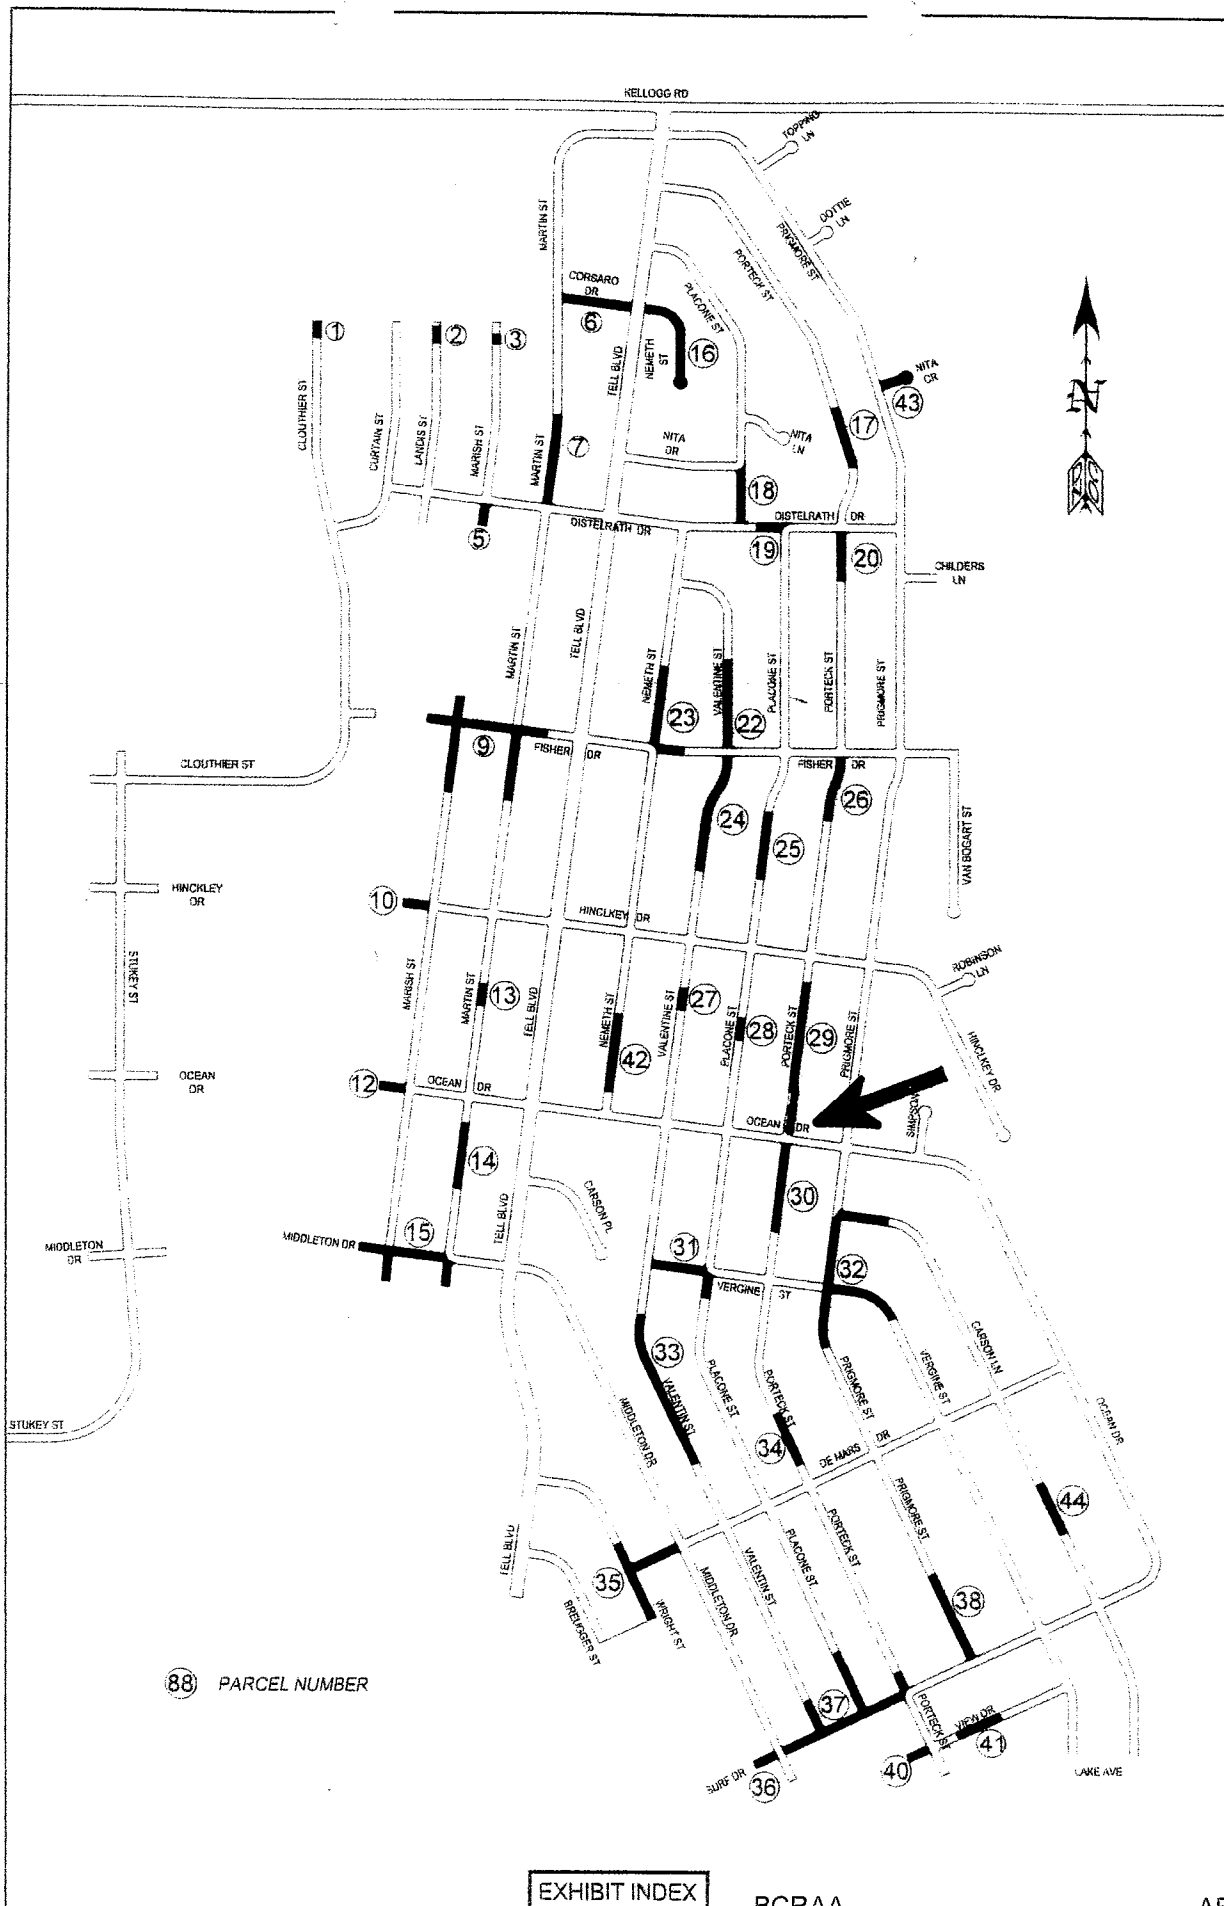 KELLOGG RD
TOPPING
LN
DOTTIE
LN
MARTIN ST
PRIGMORE ST
PORTECK ST
CORSARO
DR
PLACONE ST
6
1
2
3
NEMETH
ST
16
TELL BLVD
NITA
CR
43
N
CLOUTHIER ST
CURTAIN ST
LANDIS ST
MARISH ST
MARTIN ST
7
17
NITA
DR
NITA
LN
18
5
DISTELRATH DR
DISTELRATH DR
19
20
CHILDERS
LN
MARTIN ST
TELL BLVD
NEMETH ST
VALENTINE ST
PLACONE ST
PORTECK ST
PRIGMORE ST
23
22
9
FISHER DR
FISHER DR
CLOUTHIER ST
24
25
26
VAN BOGART ST
HINCKLEY
DR
10
HINCLKEY DR
STUKEY ST
MARISH ST
MARTIN ST
13
TELL BLVD
NEMETH ST
42
VALENTINE ST
27
PLACONE ST
28
PORTECK ST
29
PRIGMORE ST
ROBINSON
LN
HINCLKEY DR
OCEAN
DR
12
OCEAN DR
OCEAN DR
SIMPSON
14
30
CARSON PL
TELL BLVD
MIDDLETON
DR
MIDDLETON DR
15
31
32
VERGINE ST
33
VALENTIN ST
PLACONE ST
PORTECK ST
PRIGMORE ST
VERGINE ST
CARSON LN
OCEAN DR
STUKEY ST
MIDDLETON DR
34
DE MARS DR
44
TELL BLVD
PRIGMORE ST
PORTECK ST
PLACONE ST
VALENTIN ST
MIDDLETON DR
35
BREUGGER ST
WRIGHT ST
38
88 PARCEL NUMBER
37
PORTECK ST
VIEW DR
41
SURF DR
36
40
LAKE AVE
EXHIBIT INDEX